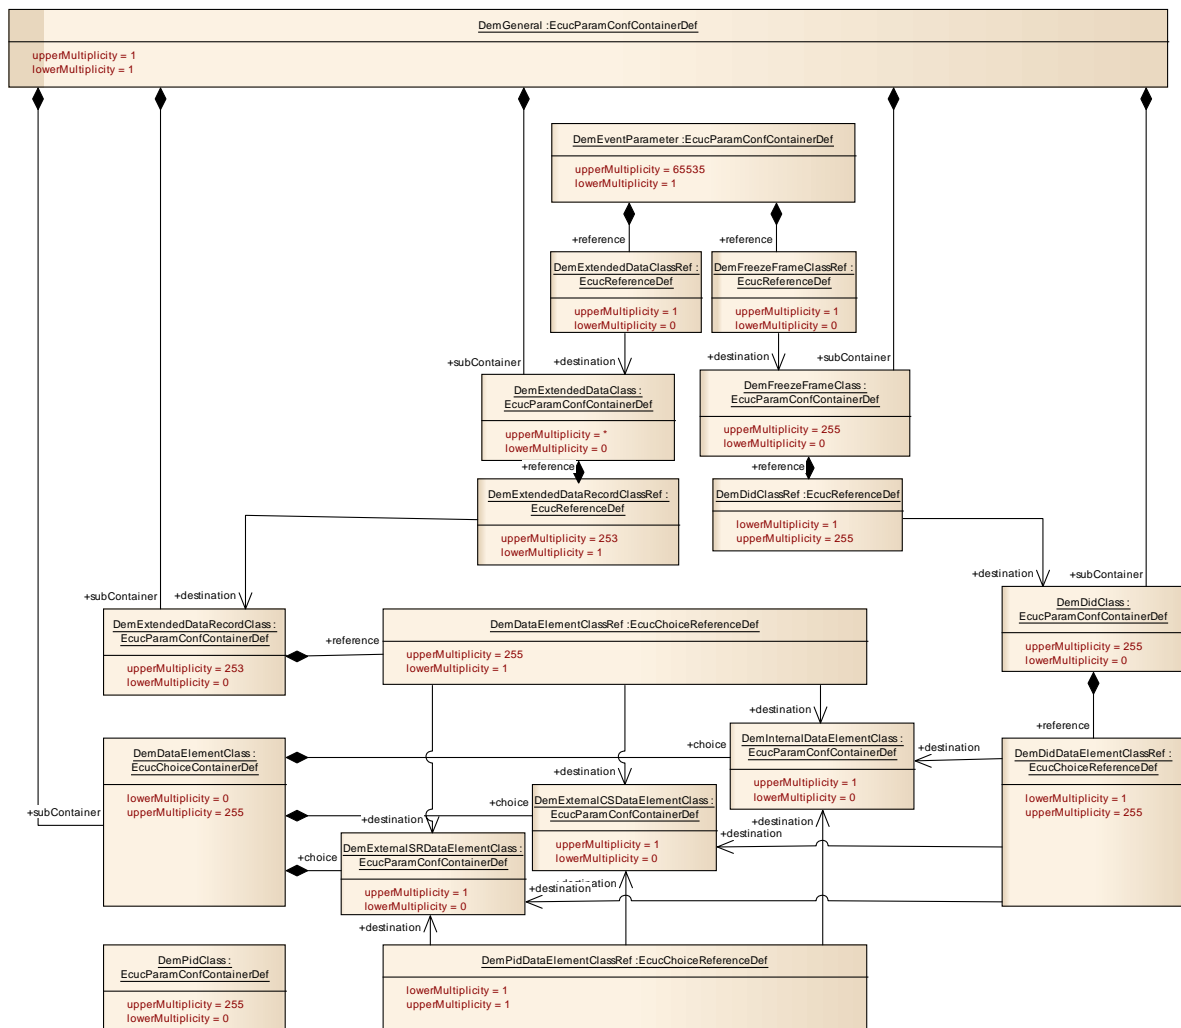 DemGeneral :EcucParamConfContainerDef
upperMultiplicity = 1
lowerMultiplicity = 1
DemEventParameter :EcucParamConfContainerDef
upperMultiplicity = 65535
lowerMultiplicity = 1
+reference
+reference
DemExtendedDataClassRef :
EcucReferenceDef
upperMultiplicity = 1
lowerMultiplicity = 0
DemFreezeFrameClassRef :
EcucReferenceDef
upperMultiplicity = 1
lowerMultiplicity = 0
+subContainer
+destination
+destination
+subContainer
DemExtendedDataClass :
EcucParamConfContainerDef
upperMultiplicity = *
lowerMultiplicity = 0
DemFreezeFrameClass :
EcucParamConfContainerDef
upperMultiplicity = 255
lowerMultiplicity = 0
+reference
+reference
DemExtendedDataRecordClassRef :
EcucReferenceDef
upperMultiplicity = 253
lowerMultiplicity = 1
DemDidClassRef :EcucReferenceDef
lowerMultiplicity = 1
upperMultiplicity = 255
+subContainer
+destination
+destination
+subContainer
DemExtendedDataRecordClass :
EcucParamConfContainerDef
upperMultiplicity = 253
lowerMultiplicity = 0
+reference
DemDataElementClassRef :EcucChoiceReferenceDef
upperMultiplicity = 255
lowerMultiplicity = 1
DemDidClass :
EcucParamConfContainerDef
upperMultiplicity = 255
lowerMultiplicity = 0
+destination
+reference
DemDataElementClass :
EcucChoiceContainerDef
lowerMultiplicity = 0
upperMultiplicity = 255
+subContainer
+choice
DemInternalDataElementClass :
EcucParamConfContainerDef
upperMultiplicity = 1
lowerMultiplicity = 0
+destination
DemDidDataElementClassRef :
EcucChoiceReferenceDef
lowerMultiplicity = 1
upperMultiplicity = 255
+destination
+choice
DemExternalCSDataElementClass :
EcucParamConfContainerDef
upperMultiplicity = 1
lowerMultiplicity = 0
+destination
+destination
+destination
+choice
DemExternalSRDataElementClass :
EcucParamConfContainerDef
upperMultiplicity = 1
lowerMultiplicity = 0
+destination
+destination
+destination
DemPidClass :
EcucParamConfContainerDef
upperMultiplicity = 255
lowerMultiplicity = 0
DemPidDataElementClassRef :EcucChoiceReferenceDef
lowerMultiplicity = 1
upperMultiplicity = 1